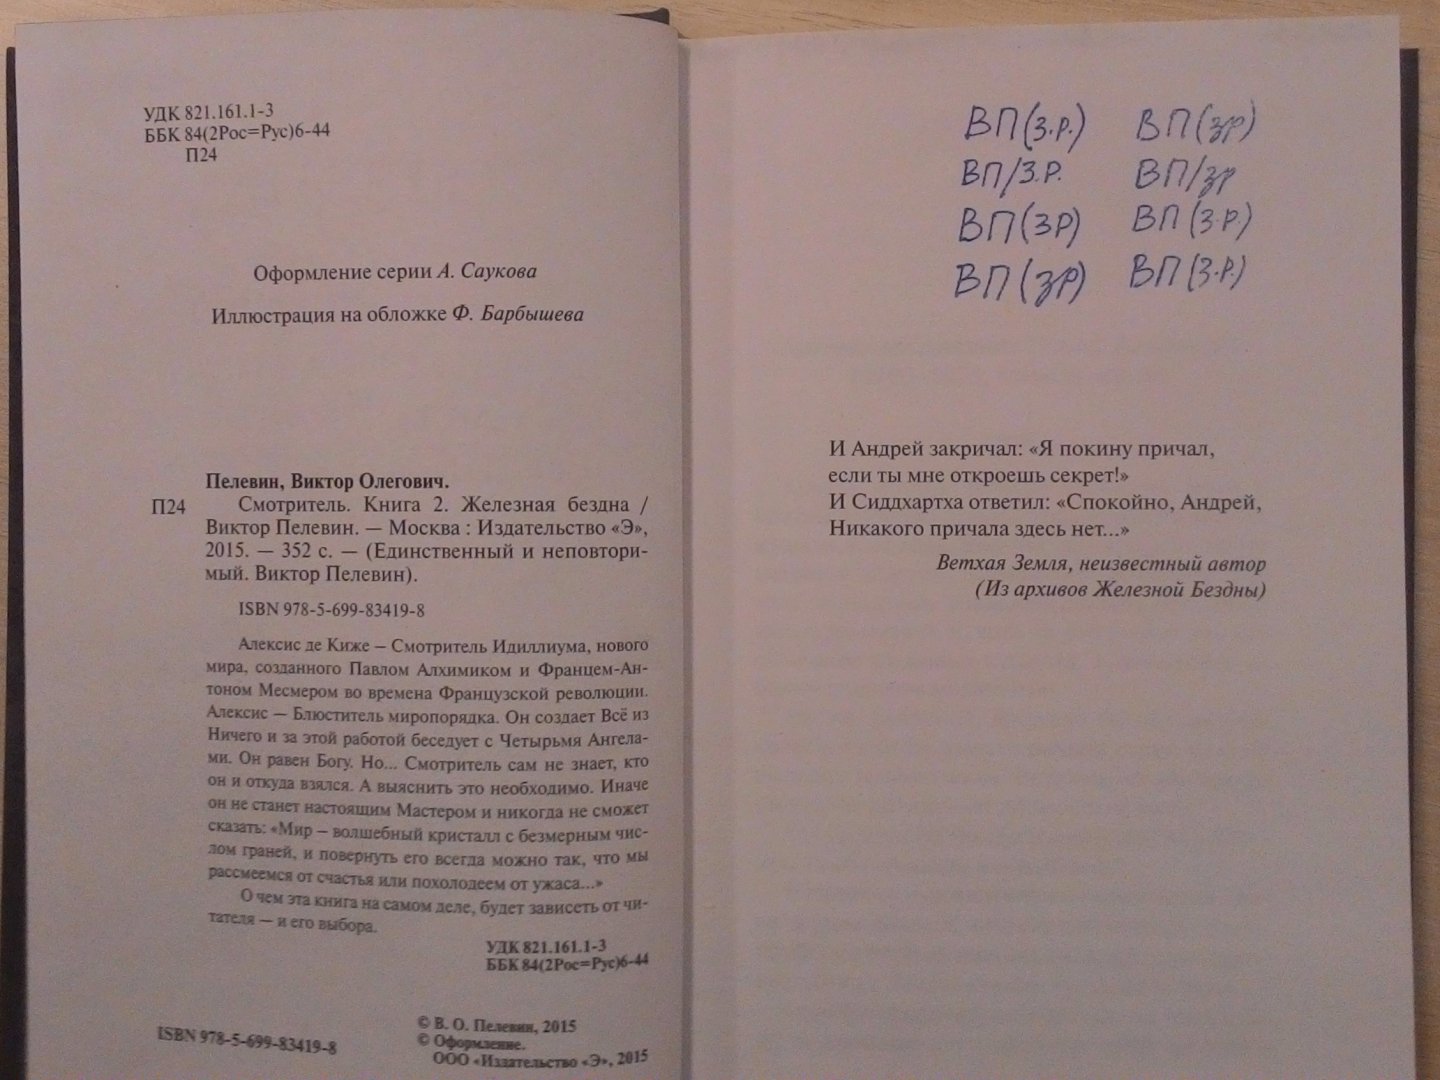 УДК 821.161.1-3
ББК 84(2Рос=Рус)6-44
П24
Оформление серии А. Саукова
Иллюстрация на обложке Ф. Барбышева
Пелевин, Виктор Олегович.
П24 Смотритель. Книга 2. Железная бездна /
Виктор Пелевин. — Москва : Издательство «Э»,
2015. — 352 с. — (Единственный и неповтори-
мый. Виктор Пелевин).
ISBN 978-5-699-83419-8
Алексис де Киже – Смотритель Идиллиума, нового
мира, созданного Павлом Алхимиком и Францем-Ан-
тоном Месмером во времена Французской революции.
Алексис – Блюститель миропорядка. Он создает Всё из
Ничего и за этой работой беседует с Четырьмя Ангела-
ми. Он равен Богу. Но... Смотритель сам не знает, кто
он и откуда взялся. А выяснить это необходимо. Иначе
он не станет настоящим Мастером и никогда не сможет
сказать: «Мир – волшебный кристалл с безмерным чис-
лом граней, и повернуть его всегда можно так, что мы
рассмеемся от счастья или похолодеем от ужаса...»
О чем эта книга на самом деле, будет зависеть от чи-
тателя – и его выбора.
УДК 821.161.1-3
ББК 84(2Рос=Рус)6-44
© В. О. Пелевин, 2015
© Оформление.
ООО «Издательство «Э», 2015
ISBN 978-5-699-83419-8
ВП(З.Р.) ВП(зр)
ВП/З.Р. ВП/зр
ВП(ЗР) ВП(З.Р.)
ВП(зр) ВП(З.Р.)
И Андрей закричал: «Я покину причал,
если ты мне откроешь секрет!»
И Сиддхартха ответил: «Спокойно, Андрей,
Никакого причала здесь нет...»
Ветхая Земля, неизвестный автор
(Из архивов Железной Бездны)